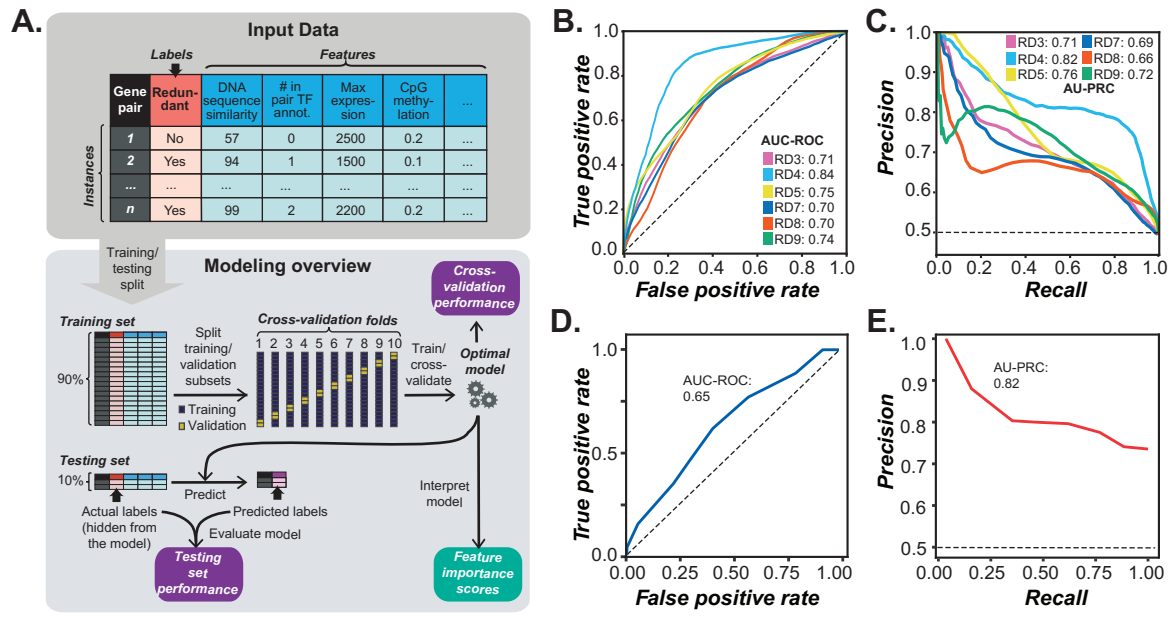 A.
Input Data
Labels
Features
Gene pair
Redun-
dant
DNA
sequence
similarity
# in
pair TF
annot.
Max
expres-
sion
CpG
methy-
lation
...
Instances
1 No 57 0 2500 0.2 ...
2 Yes 94 1 1500 0.1 ...
... ... ... ... ... ... ...
n Yes 99 2 2200 0.2 ...
Training/
testing
split
Modeling overview
Cross-
validation
performance
Training set
90%
Split
training/
validation
subsets
Cross-validation folds
1 2 3 4 5 6 7 8 9 10
Training
Validation
Train/
cross-
validate
Optimal
model
Testing set
10%
Predict
Actual labels
(hidden from
the model)
Predicted labels
Evaluate model
Interpret
model
Testing
set
performance
Feature
importance
scores
B.
True positive rate
1.0
0.8
0.6
0.4
0.2
0.0
0.0 0.4 0.6 0.8 1.0
False positive rate
AUC-ROC
RD3: 0.71
RD4: 0.84
RD5: 0.75
RD7: 0.70
RD8: 0.70
RD9: 0.74
C.
Precision
1.0
0.9
0.8
0.7
0.6
0.5
0.0 0.2 0.4 0.6 0.8 1.0
Recall
RD3: 0.71 RD7: 0.69
RD4: 0.82 RD8: 0.66
RD5: 0.76 RD9: 0.72
AU-PRC
D.
True positive rate
1.0
0.75
0.5
0.25
0.0
0.00 0.25 0.50 0.75 1.00
False positive rate
AUC-ROC:
0.65
E.
Precision
1.0
0.9
0.8
0.7
0.6
0.5
0.00 0.25 0.50 0.75 1.00
Recall
AU-PRC:
0.82